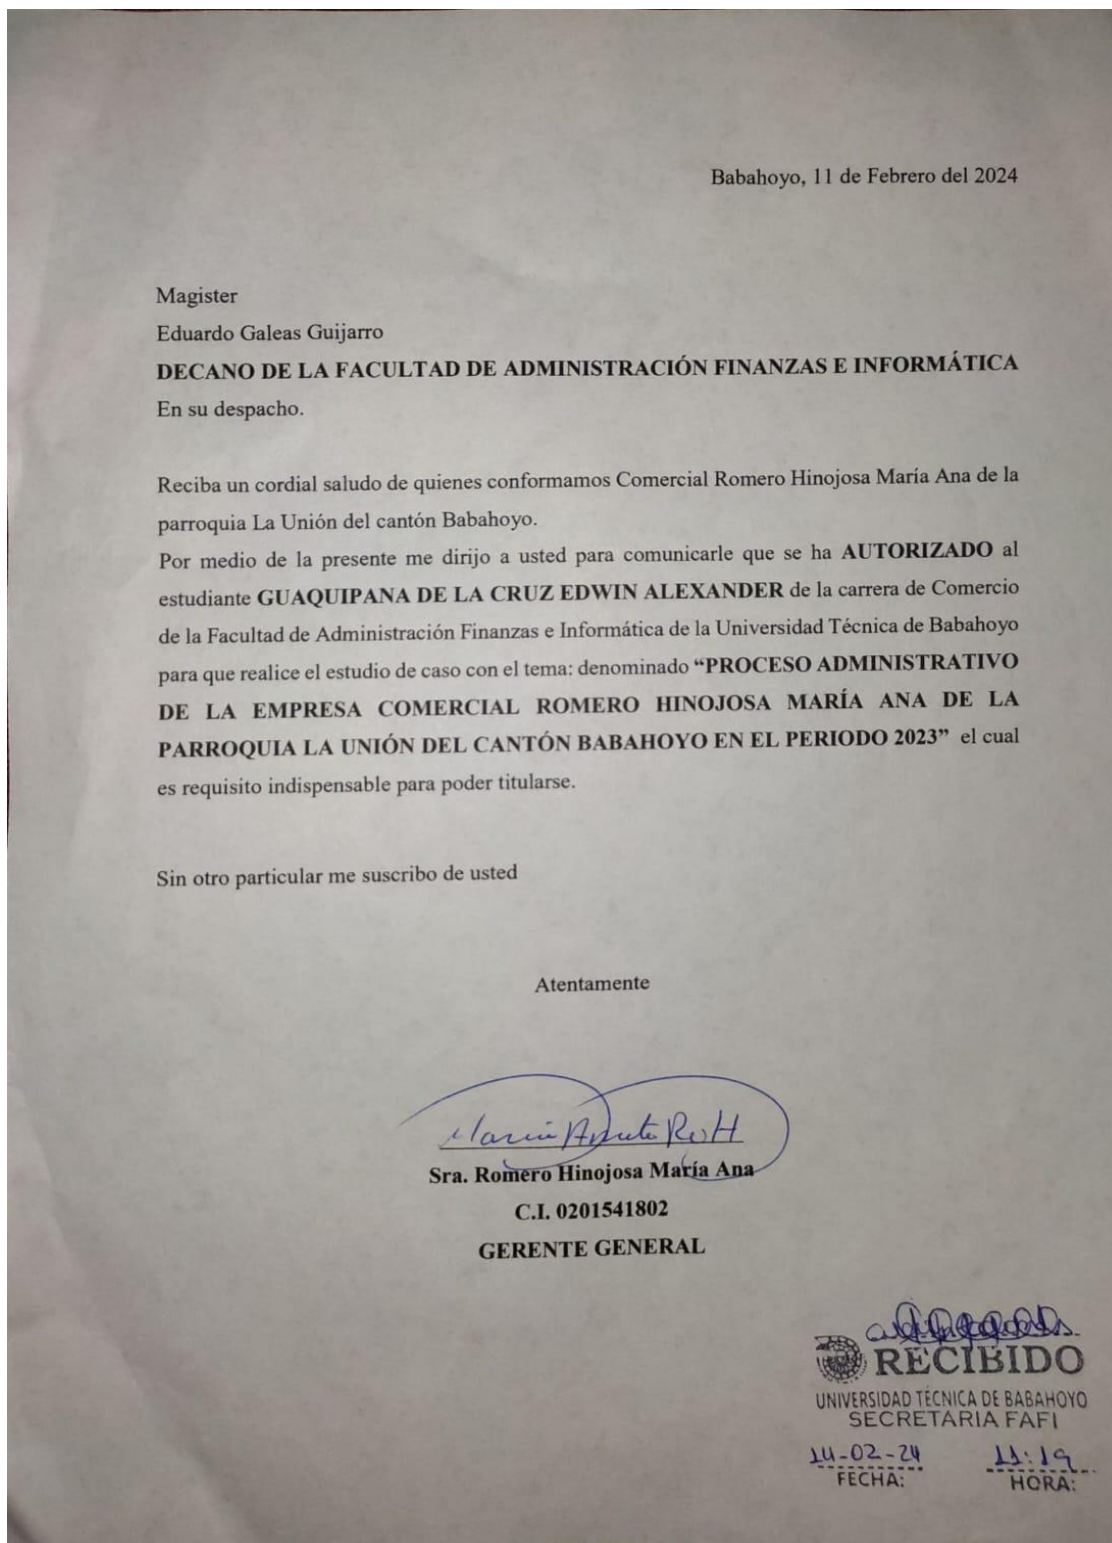 Babahoyo, 11 de Febrero del 2024
Magister
Eduardo Galeas Guijarro
DECANO DE LA FACULTAD DE ADMINISTRACIÓN FINANZAS E INFORMÁTICA
En su despacho.
Reciba un cordial saludo de quienes conformamos Comercial Romero Hinojosa María Ana de la
parroquia La Unión del cantón Babahoyo.
Por medio de la presente me dirijo a usted para comunicarle que se ha AUTORIZADO al
estudiante GUAQUIPANA DE LA CRUZ EDWIN ALEXANDER de la carrera de Comercio
de la Facultad de Administración Finanzas e Informática de la Universidad Técnica de Babahoyo
para que realice el estudio de caso con el tema: denominado “PROCESO ADMINISTRATIVO
DE LA EMPRESA COMERCIAL ROMERO HINOJOSA MARÍA ANA DE LA
PARROQUIA LA UNIÓN DEL CANTÓN BABAHOYO EN EL PERIODO 2023” el cual
es requisito indispensable para poder titularse.
Sin otro particular me suscribo de usted
Atentamente
Sra. Romero Hinojosa María Ana
C.I. 0201541802
GERENTE GENERAL
RECIBIDO
UNIVERSIDAD TÉCNICA DE BABAHOYO
SECRETARIA FAFI
14-02-24 11:19
FECHA: HORA: